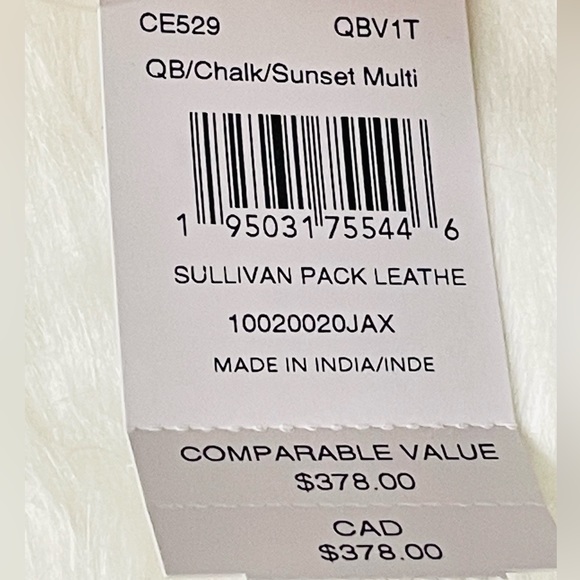 CE529 QBV1T
QB/Chalk/Sunset Multi
1 95031 75544 6
SULLIVAN PACK LEATHE
10020020JAX
MADE IN INDIA/INDE
COMPARABLE VALUE
$378.00
CAD
$378.00